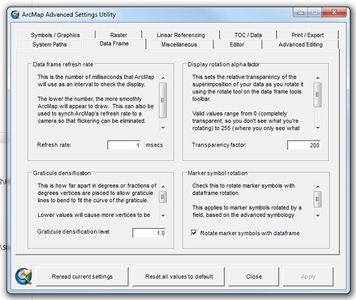 ArcMap Advanced Settings Utility
Symbols / Graphics Raster Linear Referencing TOC / Data Print / Export
System Paths Data Frame Miscellaneous Editor Advanced Editing
Data frame refresh rate
This is the number of miliseconds that ArcMap
will use as an interval to check the display.
The lower the number, the more smoothly
ArcMap will appear to draw. This can also be
used to synch ArcMap's refresh rate to a
camera so that flickering can be eliminated.
Refresh rate: 1 msecs
Display rotation alpha factor
This sets the relative transparency of the
superimposition of your data as you rotate it
using the rotate tool on the data frame tools
toolbar.
Valid values range from 0 (completely
transparent, so you don't see what you're
rotating) to 255 (where you only see what
Transparency factor: 200
Graticule densification
This is how far apart in degrees or fractions of
degrees vertices are placed to allow graticule
lines to bend to fit the curve of the graticule.
Lower values will cause more vertices to be
Graticule densification level 1.0
Marker symbol rotation
Check this to rotate marker symbols with
dataframe rotation.
This applies to marker symbols rotated by a
field, based on the advanced symbology
Rotate marker symbols with dataframe
Reread current settings Reset all values to default Close Apply